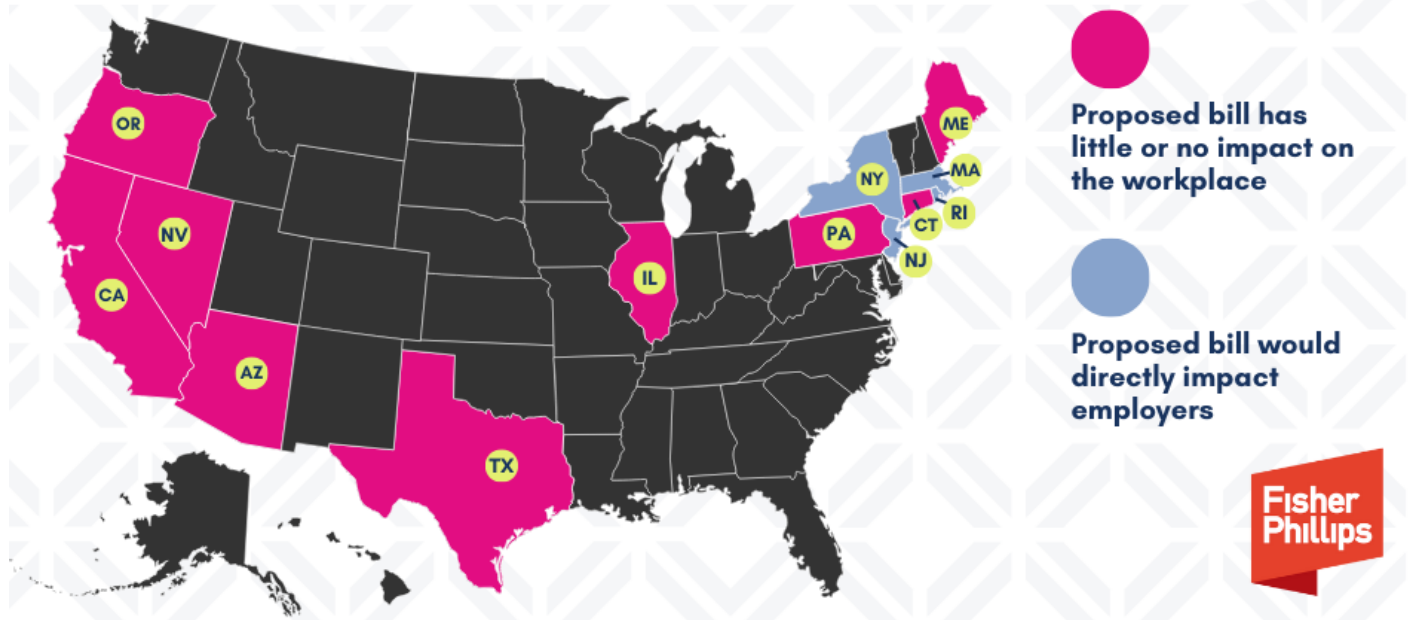 OR
NV
CA
AZ
TX
IL
PA
NY
ME
MA
RI
CT
NJ
Proposed bill has
little or no impact on
the workplace
Proposed bill would
directly impact
employers
Fisher
Phillips